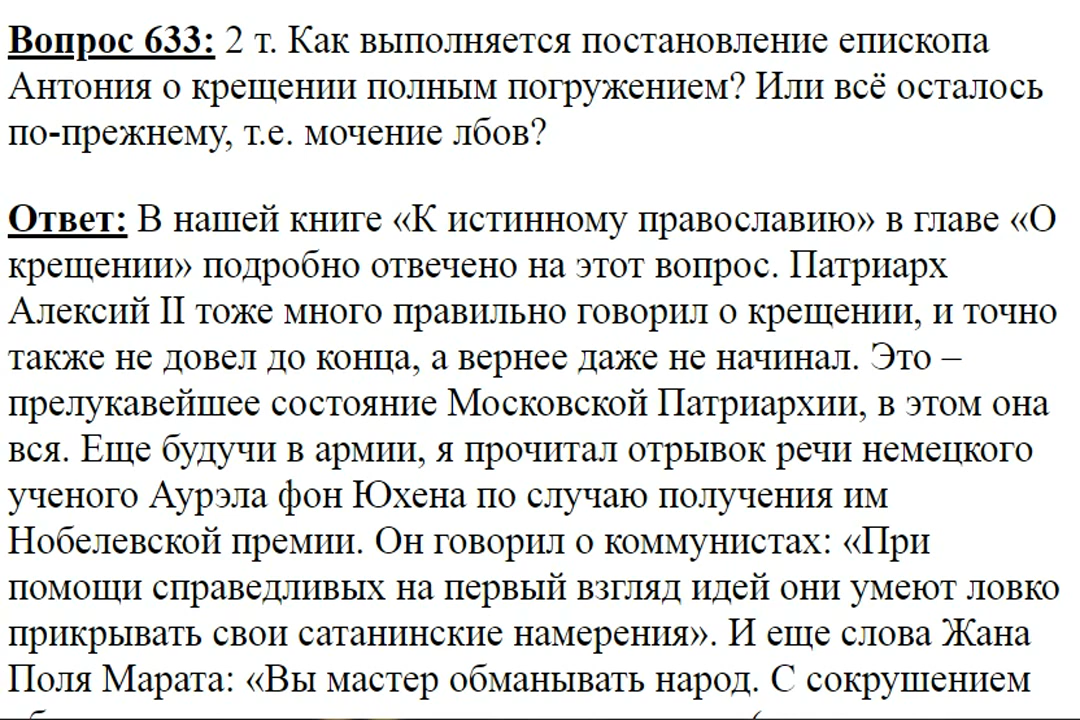 Вопрос 633: 2 т. Как выполняется постановление епископа
Антония о крещении полным погружением? Или всё осталось
по-прежнему, т.е. мочение лбов?
Ответ: В нашей книге «К истинному православию» в главе «О
крещении» подробно отвечено на этот вопрос. Патриарх
Алексий II тоже много правильно говорил о крещении, и точно
также не довел до конца, а вернее даже не начинал. Это –
прелукавейшее состояние Московской Патриархии, в этом она
вся. Еще будучи в армии, я прочитал отрывок речи немецкого
ученого Аурэла фон Юхена по случаю получения им
Нобелевской премии. Он говорил о коммунистах: «При
помощи справедливых на первый взгляд идей они умеют ловко
прикрывать свои сатанинские намерения». И еще слова Жана
Поля Марата: «Вы мастер обманывать народ. С сокрушением